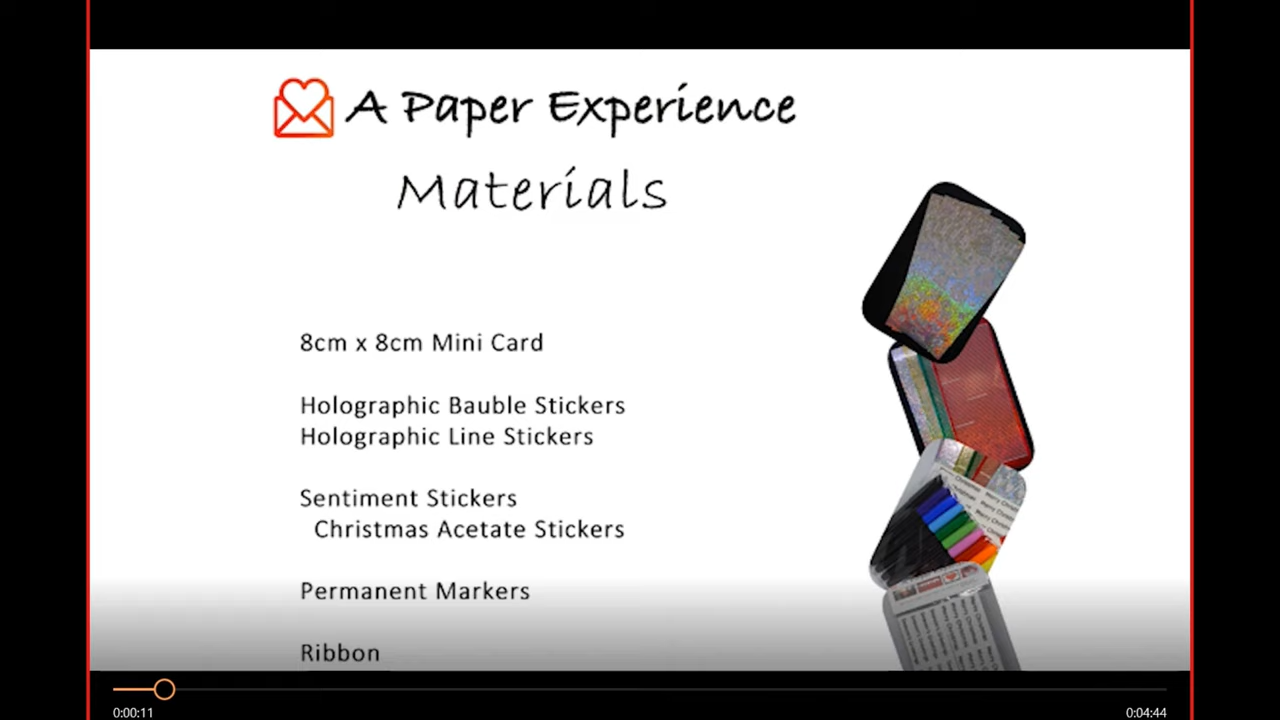 A Paper Experience
Materials
8cm x 8cm Mini Card
Holographic Bauble Stickers
Holographic Line Stickers
Sentiment Stickers
Christmas Acetate Stickers
Permanent Markers
Ribbon
0:00:11
0:04:44